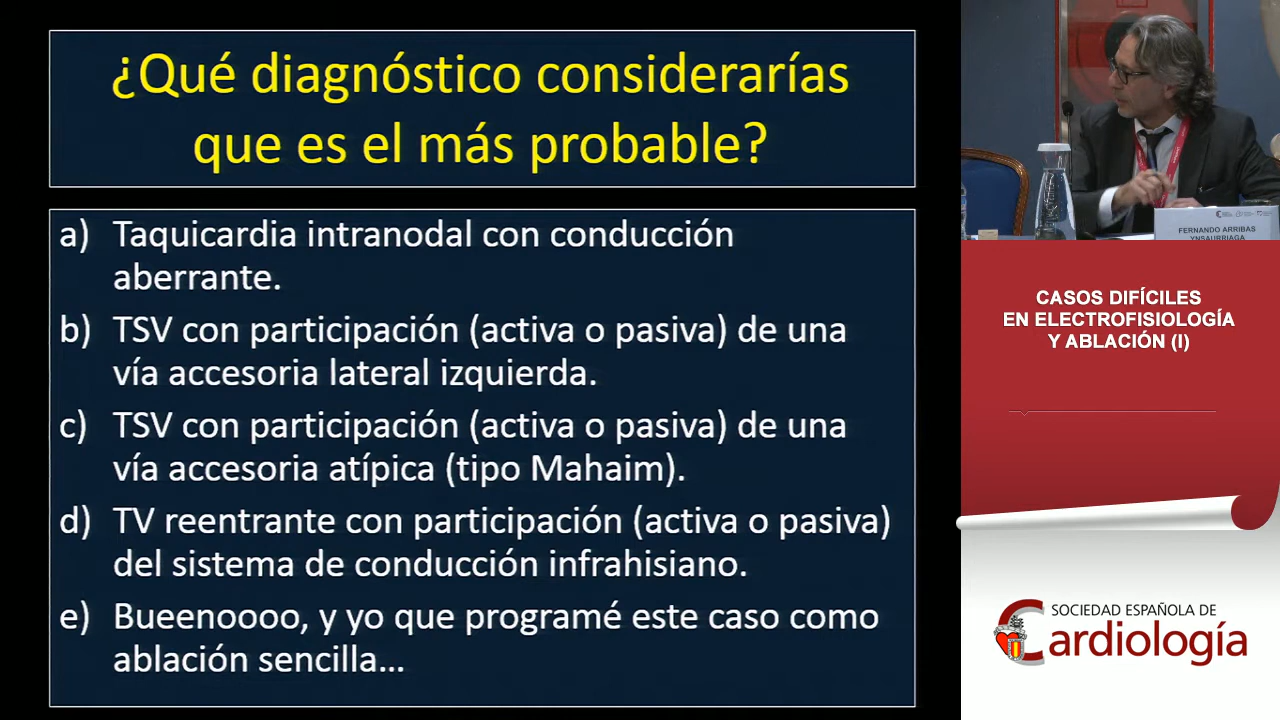 ¿Qué diagnóstico considerarías
que es el más probable?
a) Taquicardia intranodal con conducción
aberrante.
b) TSV con participación (activa o pasiva) de una
vía accesoria lateral izquierda.
c) TSV con participación (activa o pasiva) de una
vía accesoria atípica (tipo Mahaim).
d) TV reentrante con participación (activa o pasiva)
del sistema de conducción infrahisiano.
e) Bueenoooo, y yo que programé este caso como
ablación sencilla...
FERNANDO ARRIBAS
YNSAURRIAGA
CASOS DIFÍCILES
EN ELECTROFISIOLOGÍA
Y ABLACIÓN (I)
SOCIEDAD ESPAÑOLA DE
Cardiología